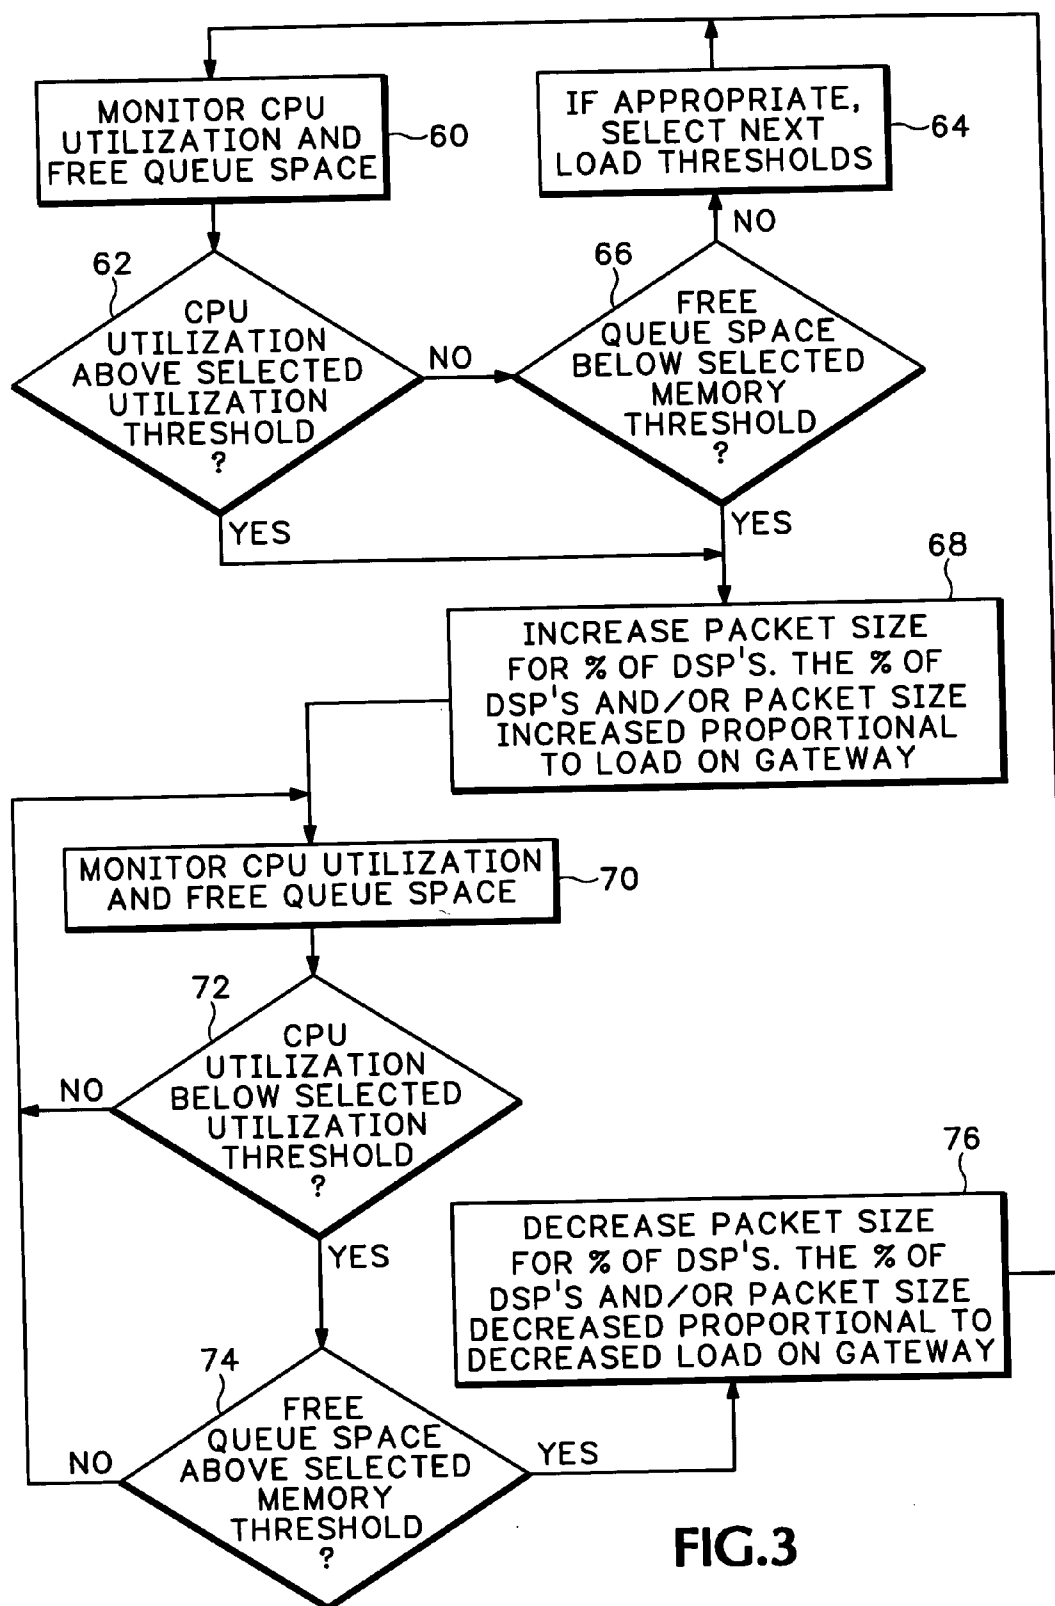 MONITOR CPU
UTILIZATION AND
FREE QUEUE SPACE
60
IF APPROPRIATE,
SELECT NEXT
LOAD THRESHOLDS
64
NO
62
CPU
UTILIZATION
ABOVE SELECTED
UTILIZATION
THRESHOLD
?
NO
66
FREE
QUEUE SPACE
BELOW SELECTED
MEMORY
THRESHOLD
?
YES
YES
68
INCREASE PACKET SIZE
FOR % OF DSP'S. THE % OF
DSP'S AND/OR PACKET SIZE
INCREASED PROPORTIONAL
TO LOAD ON GATEWAY
MONITOR CPU UTILIZATION
AND FREE QUEUE SPACE
70
72
CPU
UTILIZATION
BELOW SELECTED
UTILIZATION
THRESHOLD
?
NO
YES
76
DECREASE PACKET SIZE
FOR % OF DSP'S. THE % OF
DSP'S AND/OR PACKET SIZE
DECREASED PROPORTIONAL TO
DECREASED LOAD ON GATEWAY
74
FREE
QUEUE SPACE
ABOVE SELECTED
MEMORY
THRESHOLD
?
NO
YES
FIG.3